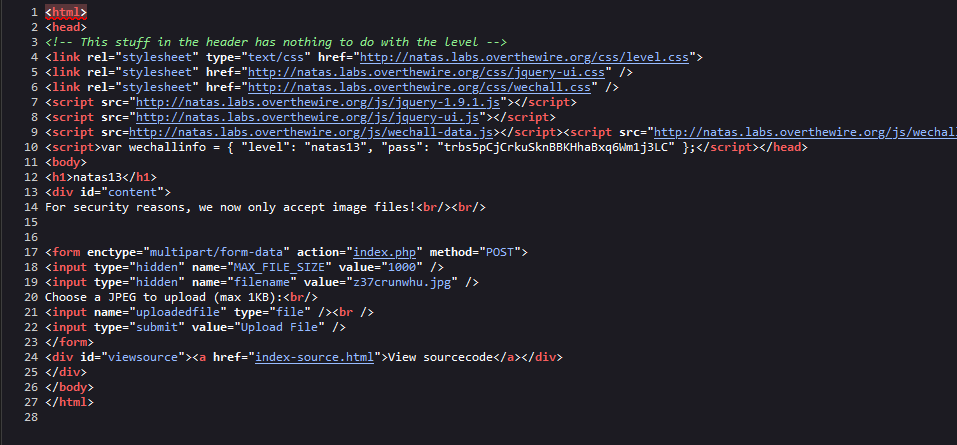 1 <html>
2 <head>
3 <!-- This stuff in the header has nothing to do with the level -->
4 <link rel="stylesheet" type="text/css" href="http://natas.labs.overthewire.org/css/level.css">
5 <link rel="stylesheet" href="http://natas.labs.overthewire.org/css/jquery-ui.css" />
6 <link rel="stylesheet" href="http://natas.labs.overthewire.org/css/wechall.css" />
7 <script src="http://natas.labs.overthewire.org/js/jquery-1.9.1.js"></script>
8 <script src="http://natas.labs.overthewire.org/js/jquery-ui.js"></script>
9 <script src=http://natas.labs.overthewire.org/js/wechall-data.js></script><script src="http://natas.labs.overthewire.org/js/wechall
10 <script>var wechallinfo = { "level": "natas13", "pass": "trbs5pCjCrkuSknBBKHhaBxq6Wm1j3LC" };</script></head>
11 <body>
12 <h1>natas13</h1>
13 <div id="content">
14 For security reasons, we now only accept image files!<br/><br/>
15
16
17 <form enctype="multipart/form-data" action="index.php" method="POST">
18 <input type="hidden" name="MAX_FILE_SIZE" value="1000" />
19 <input type="hidden" name="filename" value="z37crunwhu.jpg" />
20 Choose a JPEG to upload (max 1KB):<br/>
21 <input name="uploadedfile" type="file" /><br />
22 <input type="submit" value="Upload File" />
23 </form>
24 <div id="viewsource"><a href="index-source.html">View sourcecode</a></div>
25 </div>
26 </body>
27 </html>
28